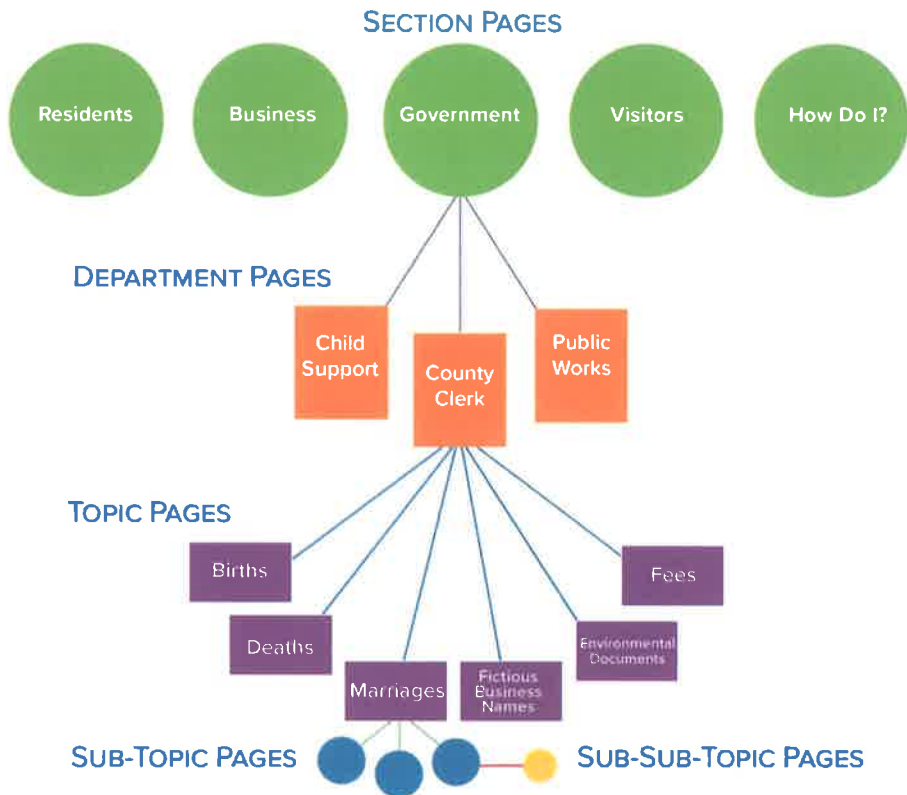 SECTION PAGES
Residents
Business
Government
Visitors
How Do I?
DEPARTMENT PAGES
Child
Support
County
Clerk
Public
Works
TOPIC PAGES
Births
Fees
Deaths
Environmental
Documents
Marriages
Fictious
Business
Names
SUB-TOPIC PAGES
SUB-SUB-TOPIC PAGES